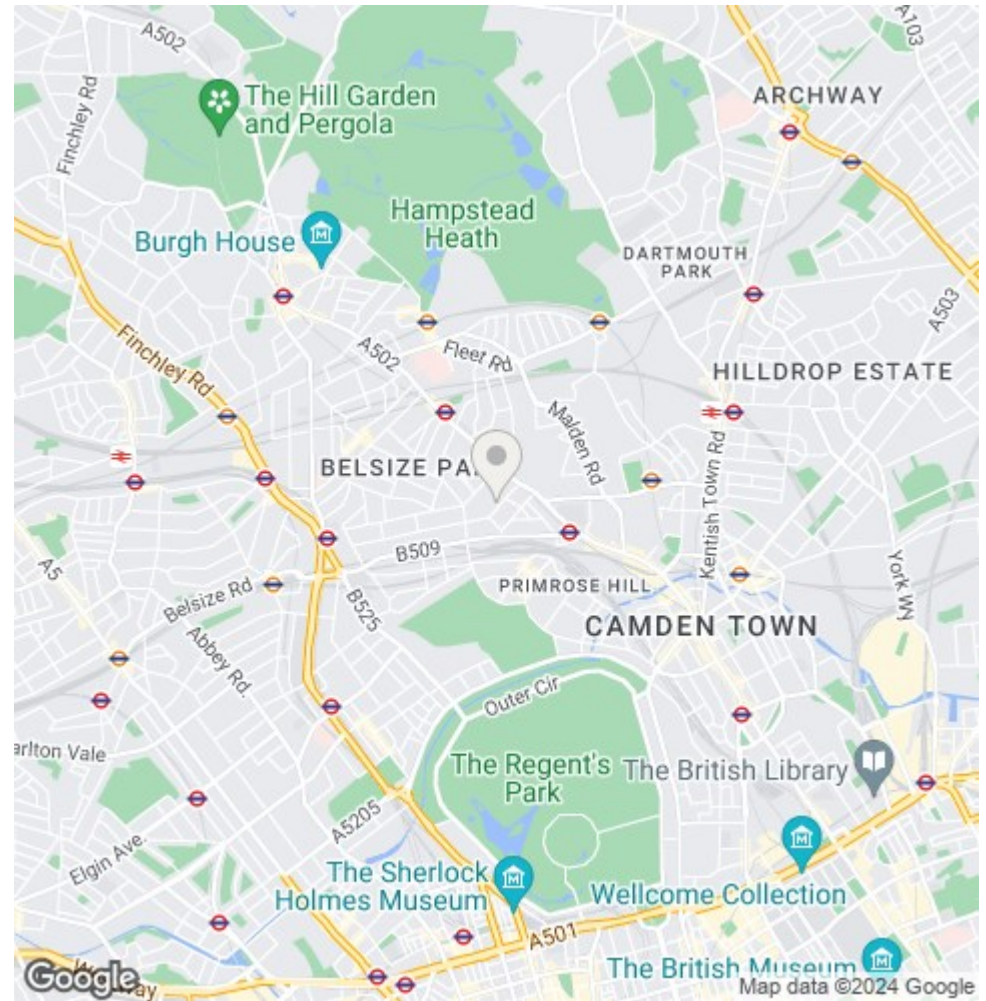 A502
A103
The Hill Garden
and Pergola
ARCHWAY
Finchley Rd
Hampstead
Heath
Burgh House
DARTMOUTH
PARK
A503
A502
Fleet Rd
Finchley Rd
HILLDROP ESTATE
Malden Rd
Kentish Town Rd
BELSIZE PA
B509
A5
PRIMROSE HILL
York Wy
Belsize Rd
B525
CAMDEN TOWN
Abbey Rd.
Outer Cir
arlton Vale
The Regent's
Park
The British Library
A5205
Elgin Ave.
The Sherlock
Holmes Museum
Wellcome Collection
A501
The British Museum
Google
Map data ©2024 Google